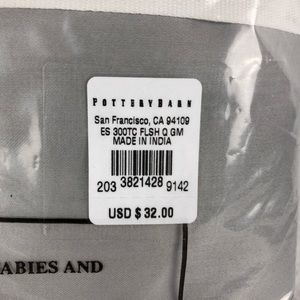 POTTERYBARN
San Francisco, CA 94109
ES 300TC FLSH Q GM
MADE IN INDIA
203 3821428 9142
USD $ 32.00
ABIES AND